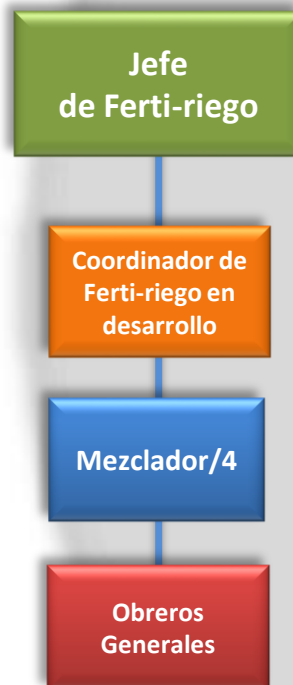 Jefe
de Ferti-riego
Coordinador de
Ferti-riego en
desarrollo
Mezclador/4
Obreros
Generales